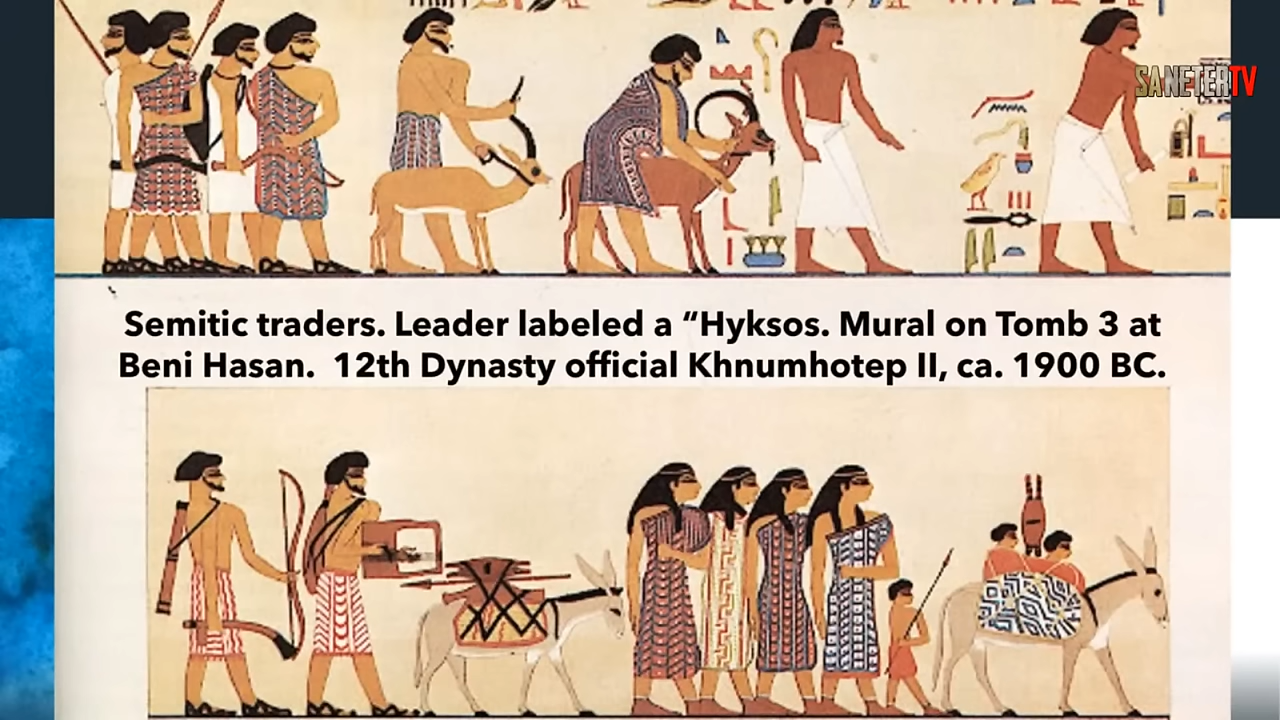 SANETERTV
Semitic traders. Leader labeled a “Hyksos. Mural on Tomb 3 at
Beni Hasan.  12th Dynasty official Khnumhotep II, ca. 1900 BC.